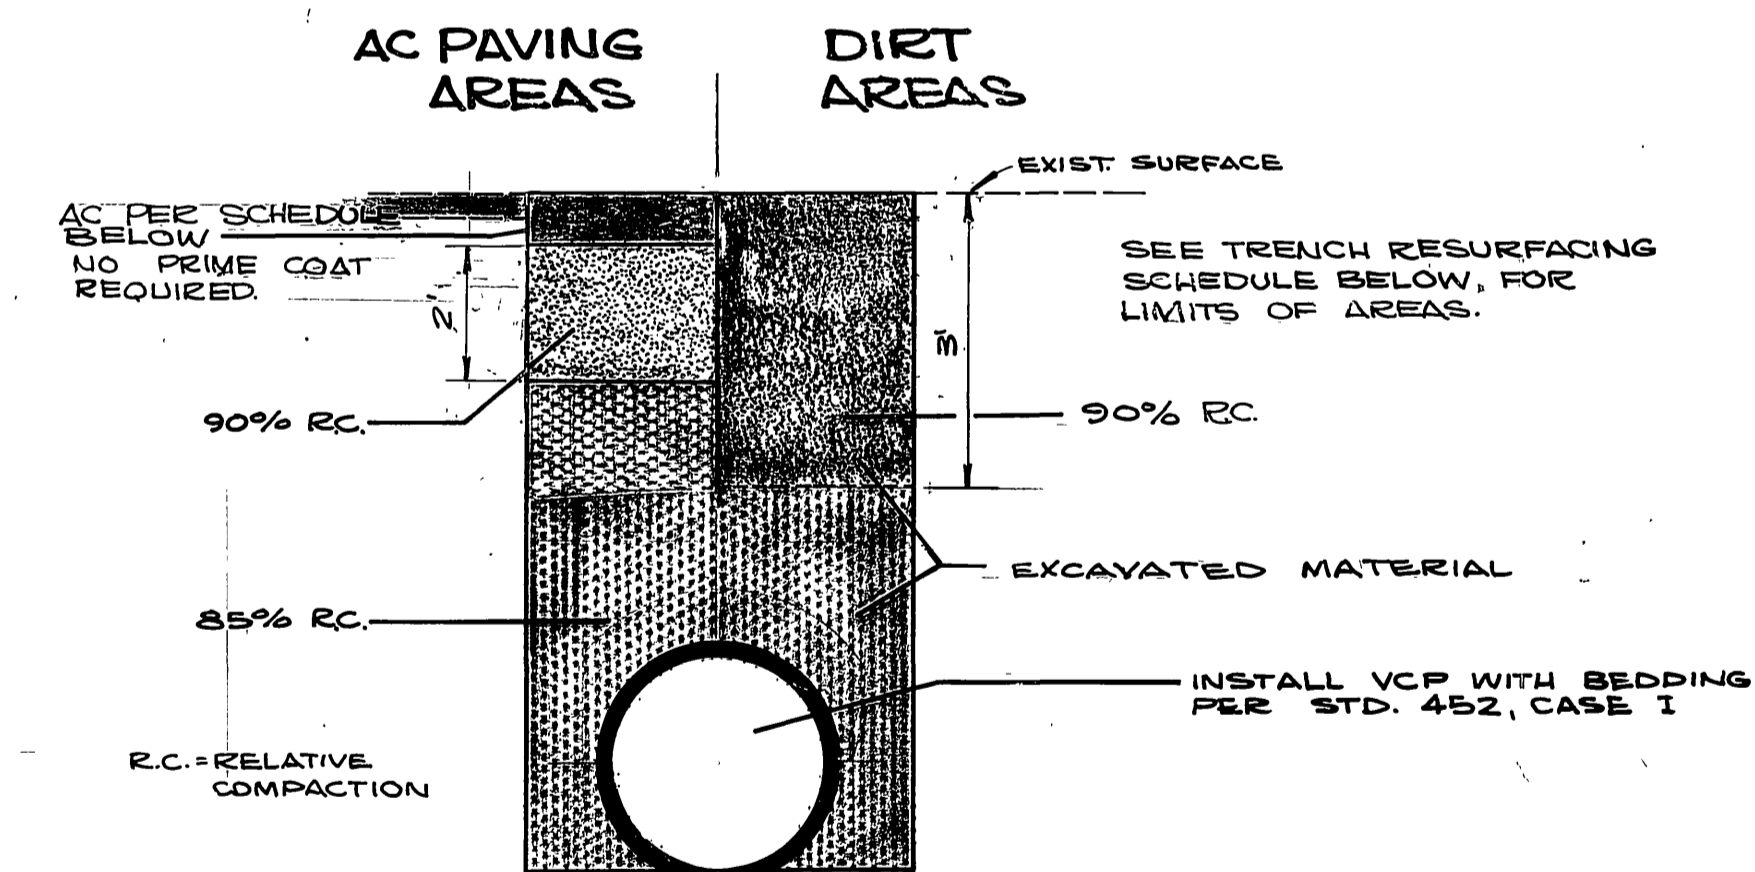 AC PAVING
AREAS
DIRT
AREAS
EXIST. SURFACE
AC PER SCHEDULE
BELOW
NO PRIME COAT
REQUIRED.
SEE TRENCH RESURFACING
SCHEDULE BELOW, FOR
LIMITS OF AREAS.
2'
3'
90% R.C.
90% R.C.
EXCAVATED MATERIAL
85% R.C.
INSTALL VCP WITH BEDDING
PER STD. 452, CASE I
R.C. = RELATIVE
COMPACTION